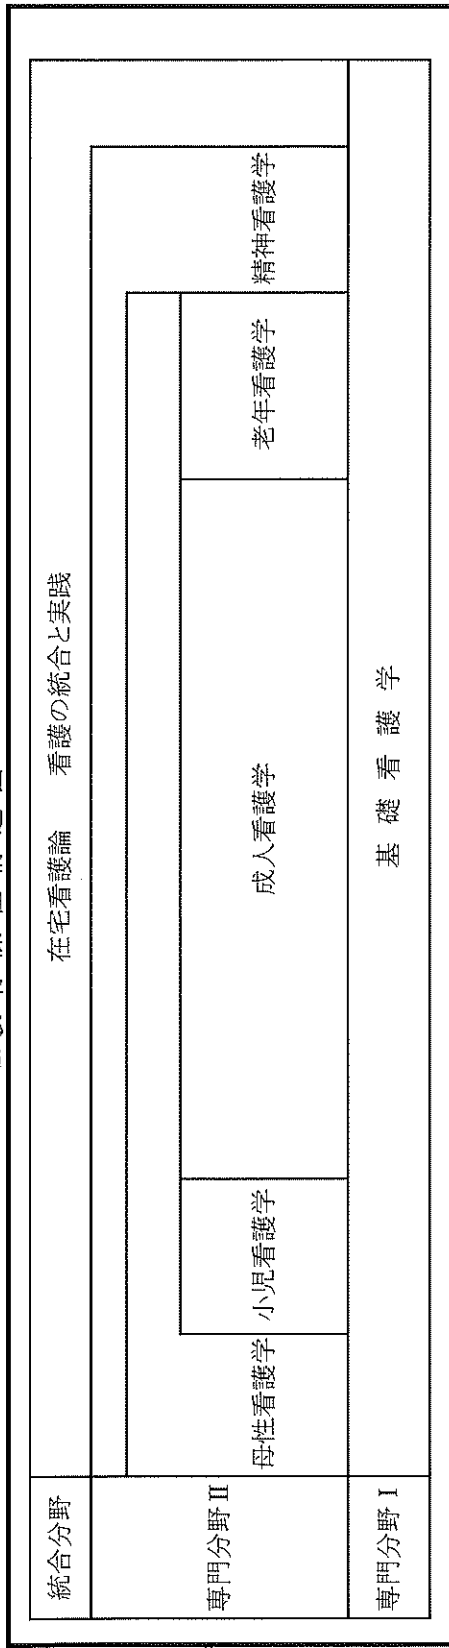 統合分野
在宅看護論 看護の統合と実践
専門分野Ⅱ
母性看護学
小児看護学
成人看護学
老年看護学
精神看護学
専門分野Ⅰ
基礎看護学